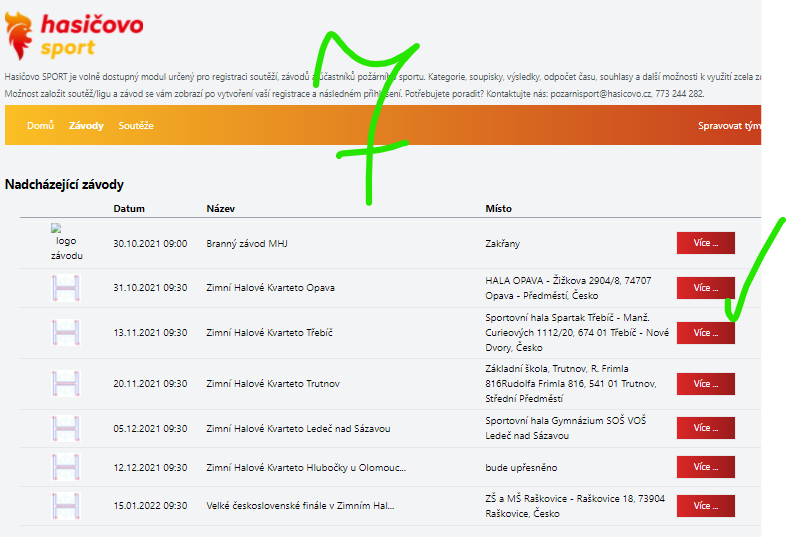 hasičovo
sport
7
Hasičovo SPORT je volně dostupný modul určený pro registraci soutěží, závodů a účastníků požárního sportu. Kategorie, soupisky, výsledky, odpočet času, souhlasy a další možnosti k využití zcela
Možnost založit soutěž/ligu a závod se vám zobrazí po vytvoření vaší registrace a následném přihlášení. Potřebujete poradit? Kontaktujte nás: pozarnisport@hasicovo.cz, 773 244 282.
Domů Závody Soutěže Spravovat tým
Nadcházející závody
Datum Název Místo
logo
závodu
30.10.2021 09:00 Branný závod MHJ Zakřany Více ...
31.10.2021 09:30 Zimní Halové Kvarteto Opava HALA OPAVA - Žižkova 2904/8, 74707 Více ...
Opava - Předměstí, Česko
13.11.2021 09:30 Zimní Halové Kvarteto Třebíč Sportovní hala Spartak Třebíč - Manž. Více ...
Curieových 1112/20, 674 01 Třebíč - Nové
Dvory, Česko
20.11.2021 09:30 Zimní Halové Kvarteto Trutnov Základní škola, Trutnov, R. Frimla Více ...
816Rudolfa Frimla 816, 541 01 Trutnov,
Střední Předměstí
05.12.2021 09:30 Zimní Halové Kvarteto Ledeč nad Sázavou Sportovní hala Gymnázium SOŠ VOŠ Více ...
Ledeč nad Sázavou
12.12.2021 09:30 Zimní Halové Kvarteto Hlubočky u Olomouc... bude upřesněno Více ...
15.01.2022 09:30 Velké československé finále v Zimním Hal... ZŠ a MŠ Raškovice - Raškovice 18, 73904 Více ...
Raškovice, Česko